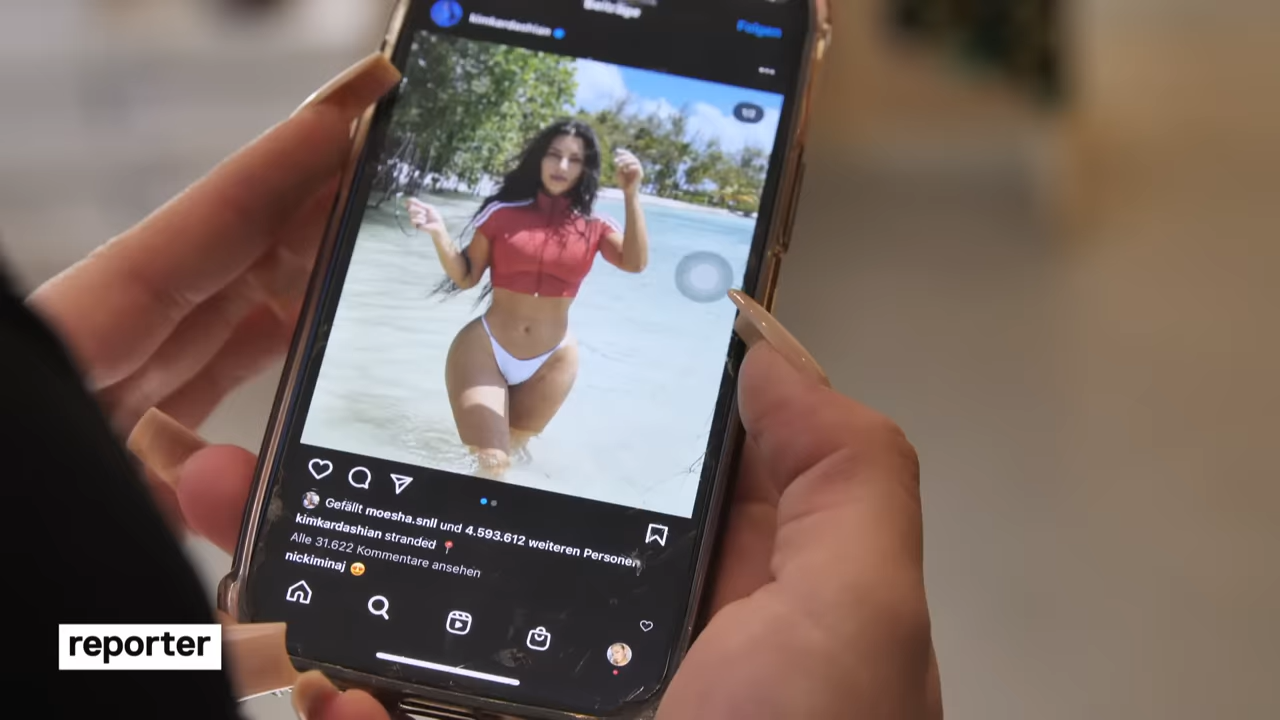 Beiträge
kimkardashian
Folgen
1/2
Gefällt moesha.snll und 4.593.612 weiteren Personen
kimkardashian stranded 📍
Alle 31.622 Kommentare ansehen
nickiminaj 😍
reporter